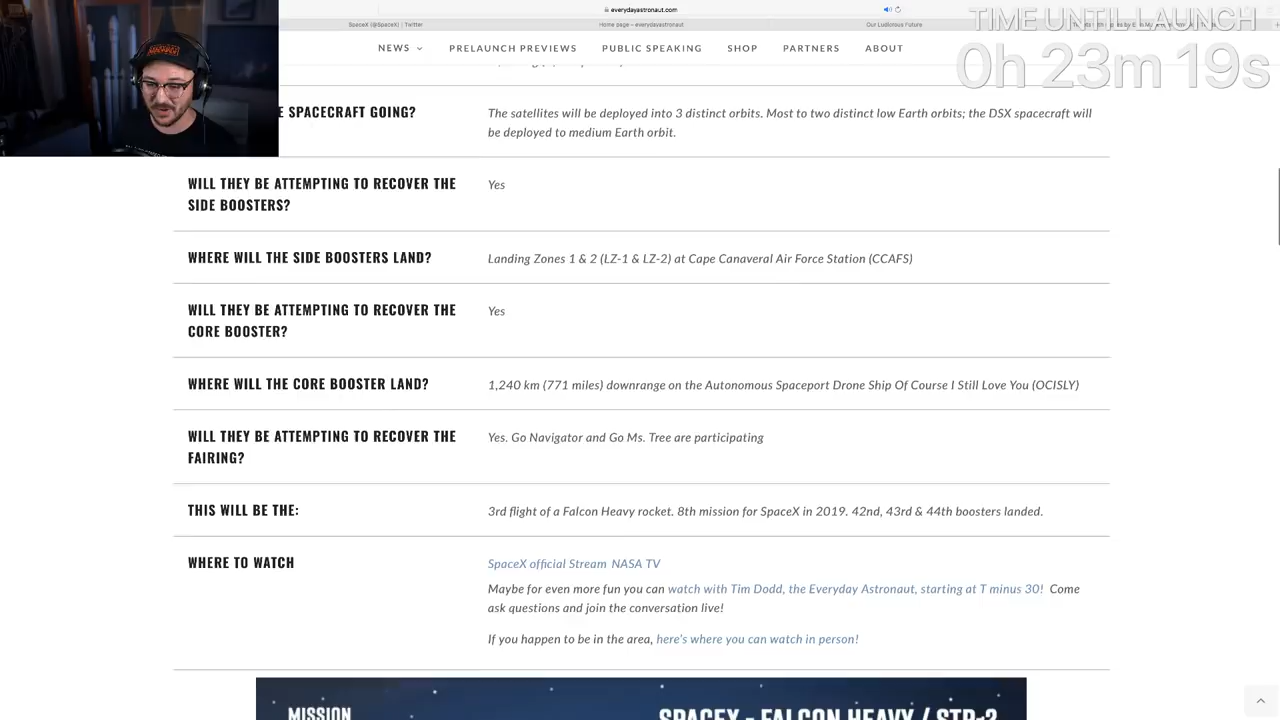 everydayastronaut.com
SpaceX (@SpaceX) | Twitter
Home page – everydayastronaut
Our Ludicrous Future
TIME UNTIL LAUNCH
0h 23m 19s
NEWS
PRELAUNCH PREVIEWS
PUBLIC SPEAKING
SHOP
PARTNERS
ABOUT
E SPACECRAFT GOING?
The satellites will be deployed into 3 distinct orbits. Most to two distinct low Earth orbits; the DSX spacecraft will
be deployed to medium Earth orbit.
WILL THEY BE ATTEMPTING TO RECOVER THE
SIDE BOOSTERS?
Yes
WHERE WILL THE SIDE BOOSTERS LAND?
Landing Zones 1 & 2 (LZ-1 & LZ-2) at Cape Canaveral Air Force Station (CCAFS)
WILL THEY BE ATTEMPTING TO RECOVER THE
CORE BOOSTER?
Yes
WHERE WILL THE CORE BOOSTER LAND?
1,240 km (771 miles) downrange on the Autonomous Spaceport Drone Ship Of Course I Still Love You (OCISLY)
WILL THEY BE ATTEMPTING TO RECOVER THE
FAIRING?
Yes. Go Navigator and Go Ms. Tree are participating
THIS WILL BE THE:
3rd flight of a Falcon Heavy rocket. 8th mission for SpaceX in 2019. 42nd, 43rd & 44th boosters landed.
WHERE TO WATCH
SpaceX official Stream NASA TV
Maybe for even more fun you can watch with Tim Dodd, the Everyday Astronaut, starting at T minus 30! Come
ask questions and join the conversation live!
If you happen to be in the area, here's where you can watch in person!
MISSION
SPACEX - FALCON HEAVY / STP-2